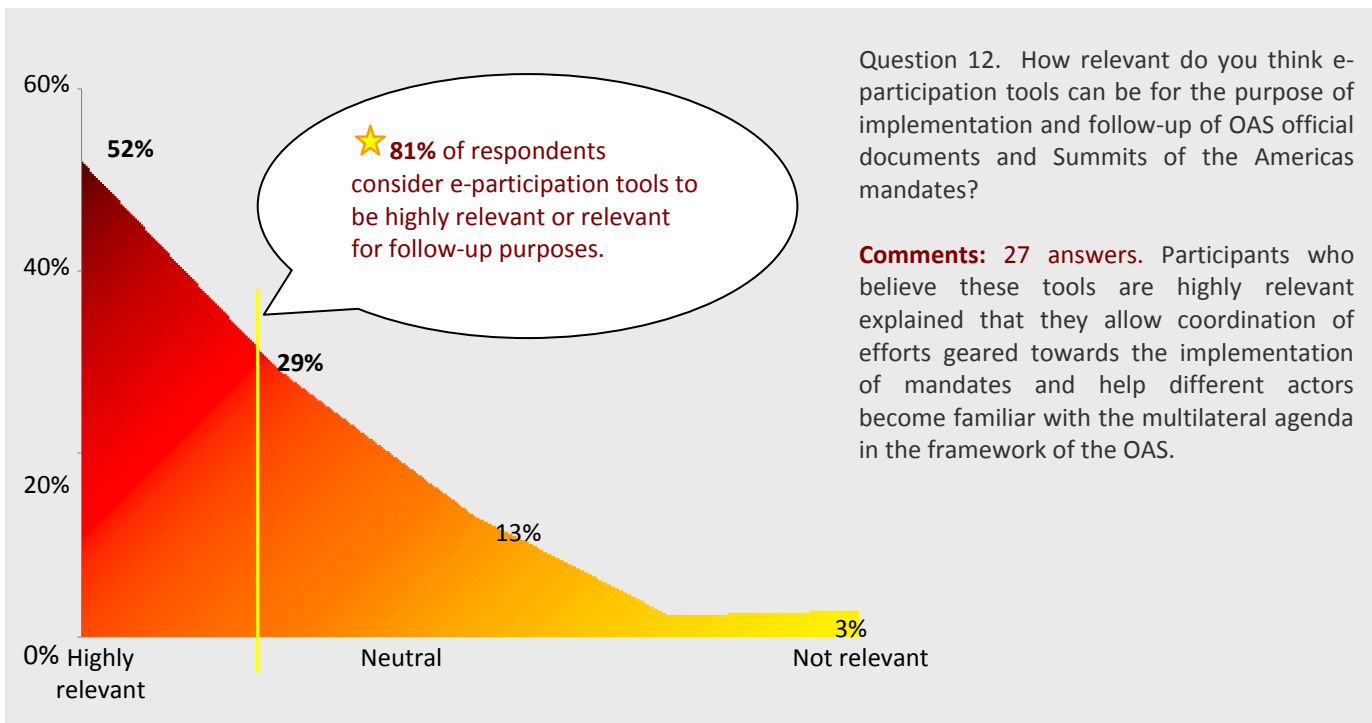 60%
52%
40%
29%
20%
13%
3%
0%
Highly
relevant
Neutral
Not relevant
81% of respondents
consider e-participation tools to
be highly relevant or relevant
for follow-up purposes.
Question 12. How relevant do you think e-
participation tools can be for the purpose of
implementation and follow-up of OAS official
documents and Summits of the Americas
mandates?
Comments: 27 answers. Participants who
believe these tools are highly relevant
explained that they allow coordination of
efforts geared towards the implementation
of mandates and help different actors
become familiar with the multilateral agenda
in the framework of the OAS.